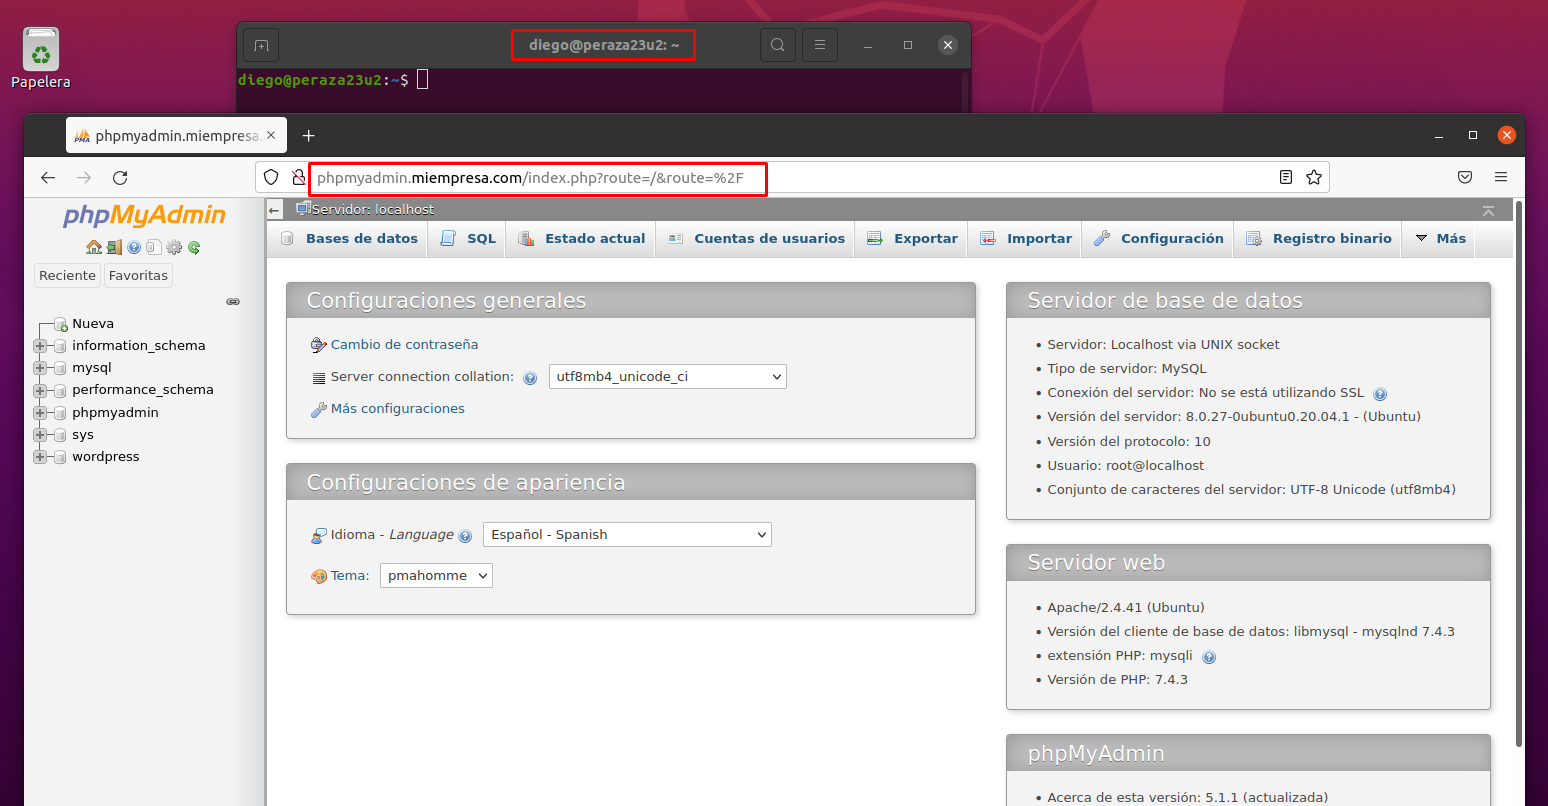 Papelera
diego@peraza23u2: ~
diego@peraza23u2:~$
phpmyadmin.miempresa.
phpmyadmin.miempresa.com/index.php?route=/&route=%2F
phpMyAdmin
Reciente Favoritas
Nueva
information_schema
mysql
performance_schema
phpmyadmin
sys
wordpress
Servidor: localhost
Bases de datos SQL Estado actual Cuentas de usuarios Exportar Importar Configuración Registro binario Más
Configuraciones generales
Cambio de contraseña
Server connection collation: utf8mb4_unicode_ci
Más configuraciones
Configuraciones de apariencia
Idioma - Language Español - Spanish
Tema: pmahomme
Servidor de base de datos
• Servidor: Localhost via UNIX socket
• Tipo de servidor: MySQL
• Conexión del servidor: No se está utilizando SSL
• Versión del servidor: 8.0.27-0ubuntu0.20.04.1 - (Ubuntu)
• Versión del protocolo: 10
• Usuario: root@localhost
• Conjunto de caracteres del servidor: UTF-8 Unicode (utf8mb4)
Servidor web
• Apache/2.4.41 (Ubuntu)
• Versión del cliente de base de datos: libmysql - mysqlnd 7.4.3
• extensión PHP: mysqli
• Versión de PHP: 7.4.3
phpMyAdmin
• Acerca de esta versión: 5.1.1 (actualizada)